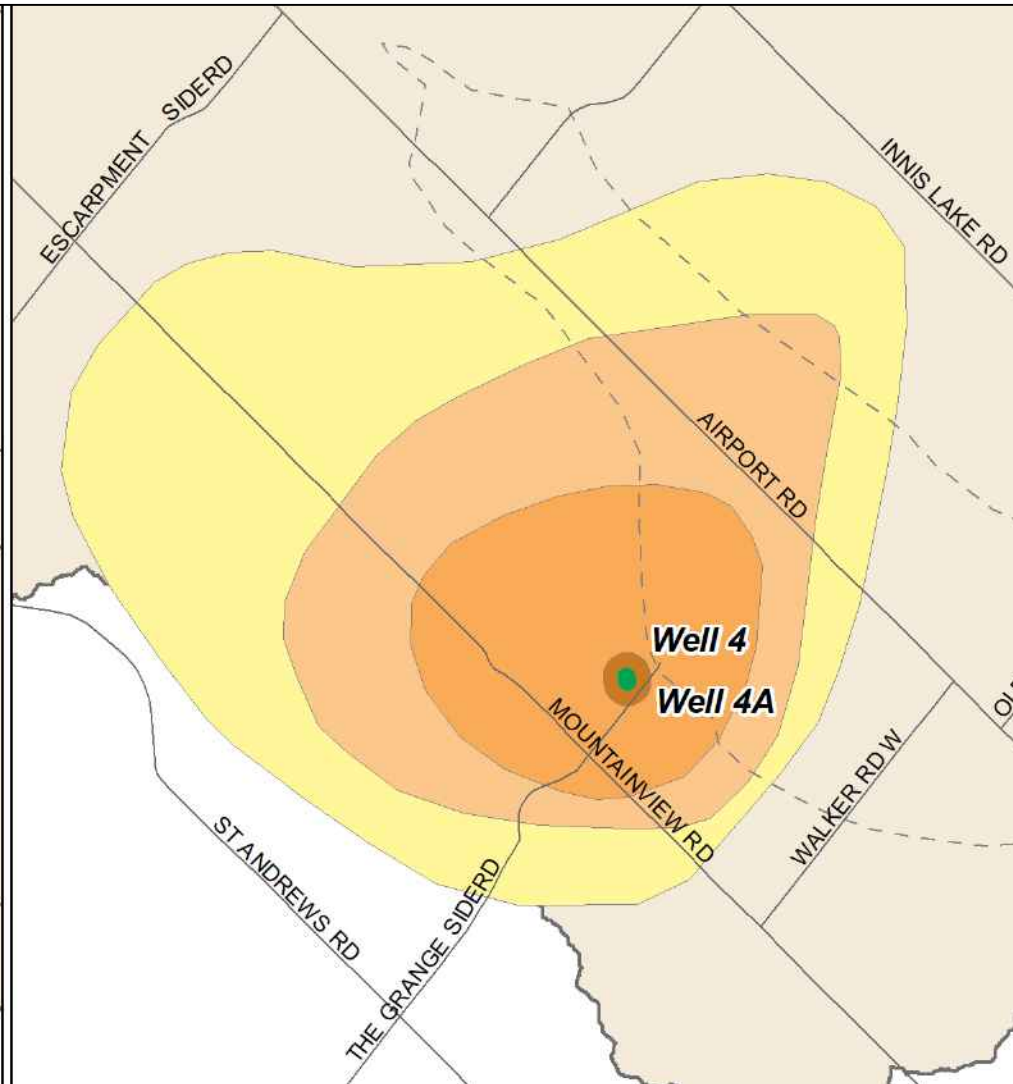 ESCARPMENT SIDERD
INNIS LAKE RD
AIRPORT RD
Well 4
Well 4A
MOUNTAINVIEW RD
WALKER RD W
ST ANDREWS RD
THE GRANGE SIDERD